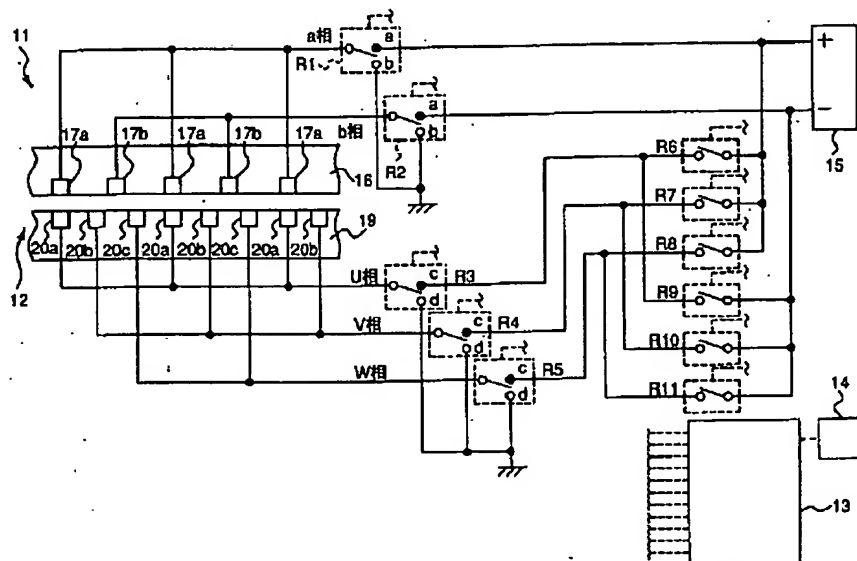 11
a相
R1
a
b
+
−
15
17a
17b
17a
17b
17a
b相
a
b
R2
16
R6
R7
R8
R9
R10
R11
20a
20b
20c
20a
20b
20c
20a
20b
19
12
U相
c
d
R3
V相
c
d
R4
W相
c
d
R5
14
13